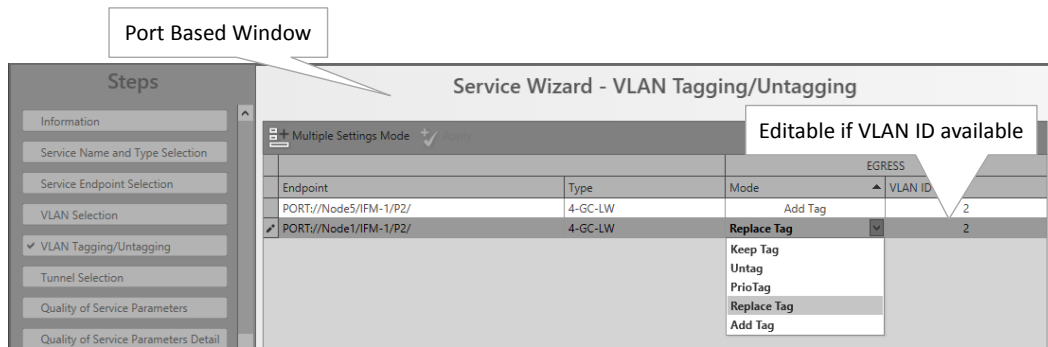 Port Based Window
Steps
Service Wizard - VLAN Tagging/Untagging
Information
Multiple Settings Mode
Apply
Editable if VLAN ID available
Service Name and Type Selection
EGRESS
Service Endpoint Selection
Endpoint Type Mode VLAN ID
VLAN Selection
PORT://Node5/IFM-1/P2/ 4-GC-LW Add Tag 2
VLAN Tagging/Untagging
PORT://Node1/IFM-1/P2/ 4-GC-LW Replace Tag 2
Keep Tag
Untag
PrioTag
Replace Tag
Add Tag
Tunnel Selection
Quality of Service Parameters
Quality of Service Parameters Detail